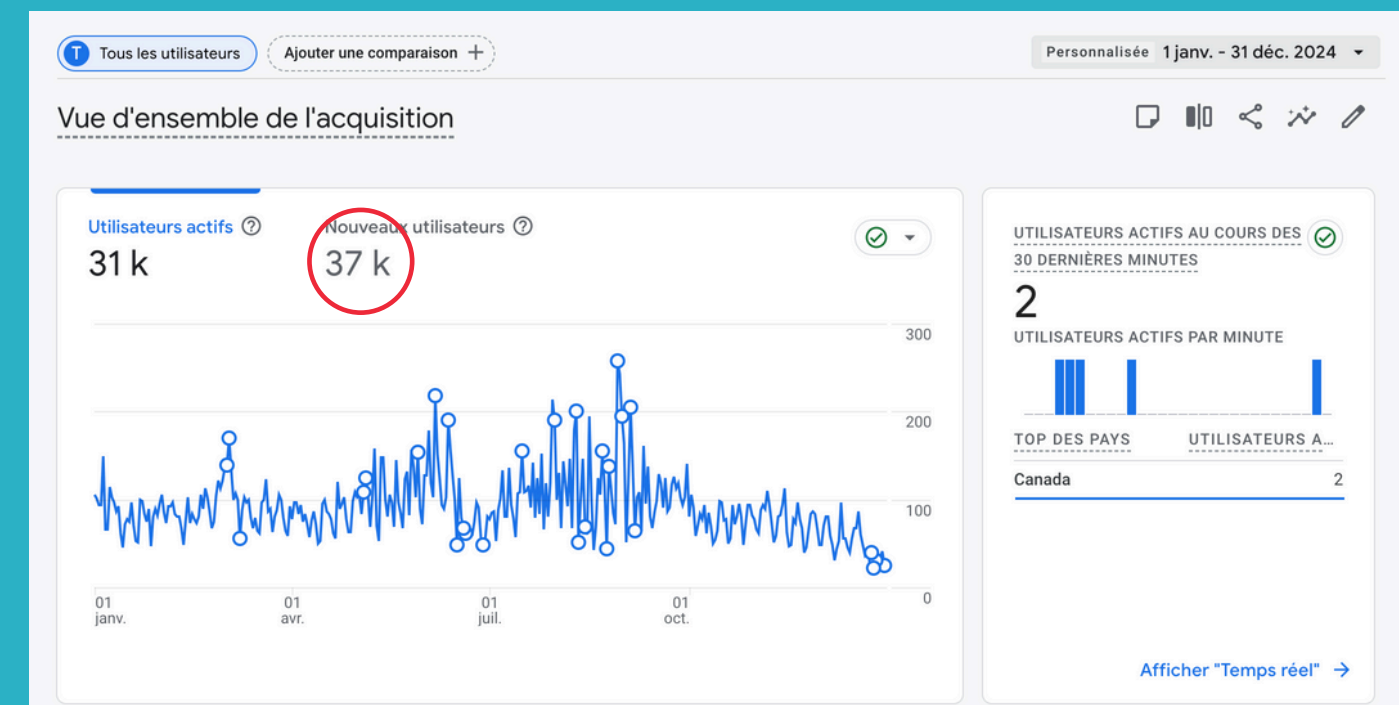 T Tous les utilisateurs Ajouter une comparaison + Personnalisée 1 janv. - 31 déc. 2024
Vue d'ensemble de l'acquisition
Utilisateurs actifs Nouveaux utilisateurs
31 k 37 k
300
200
100
0
01 janv.
01 avr.
01 juil.
01 oct.
UTILISATEURS ACTIFS AU COURS DES
30 DERNIÈRES MINUTES
2
UTILISATEURS ACTIFS PAR MINUTE
TOP DES PAYS UTILISATEURS A...
Canada 2
Afficher "Temps réel" →